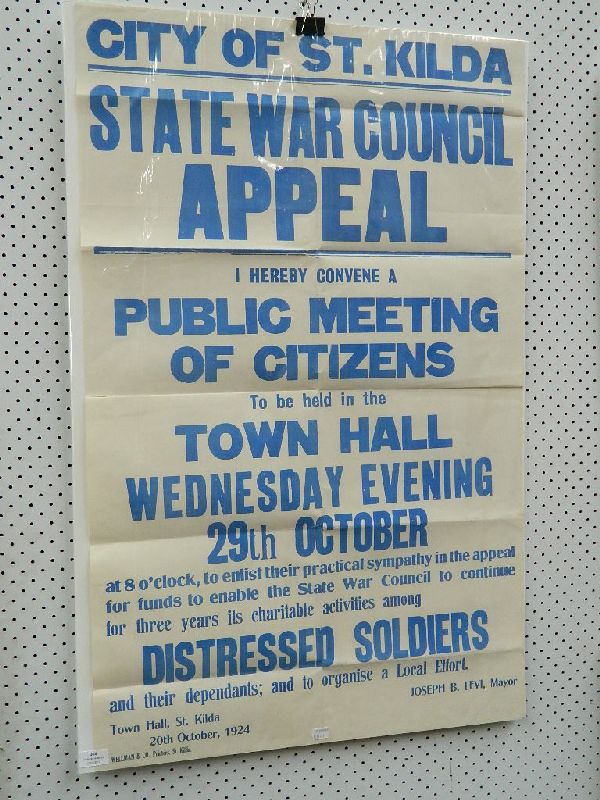 CITY OF ST. KILDA
STATE WAR COUNCIL
APPEAL
I HEREBY CONVENE A
PUBLIC MEETING
OF CITIZENS
To be held in the
TOWN HALL
WEDNESDAY EVENING
29th OCTOBER
at 8 o'clock, to enlist their practical sympathy in the appeal
for funds to enable the State War Council to continue
for three years its charitable activities among
DISTRESSED SOLDIERS
and their dependants; and to organise a Local Effort.
JOSEPH B. LEVI, Mayor
Town Hall, St. Kilda
20th October, 1924
Printers, St. Kilda